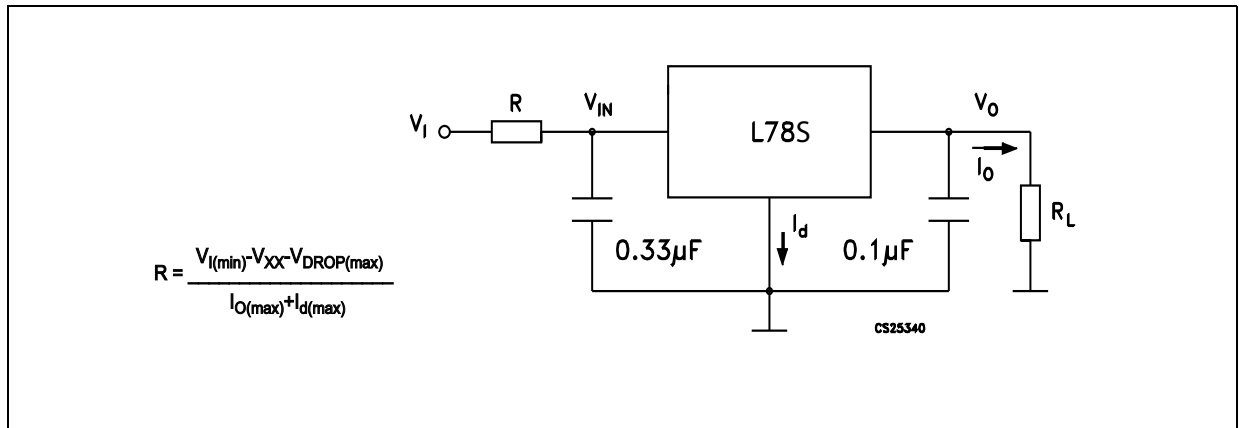 R
V_IN
V_I
L78S
V_O
I_O
R_L
I_d
0.33µF
0.1µF
R = V_I(min)-V_XX-V_DROP(max)
I_O(max)+I_d(max)
CS25340